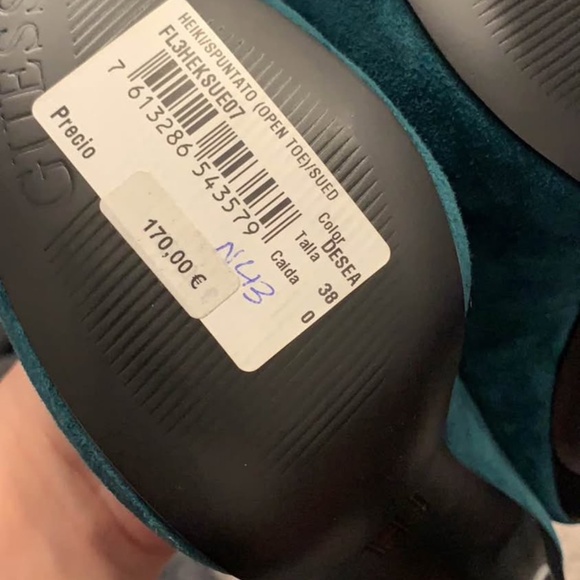 GUESS
HEIKI/SPUNTATO (OPEN TOE)/SUED
FL3HEKSUE07
7 613286 543579
Color DESEA
Talla 38
Caida 0
Precio
170,00 €
N43